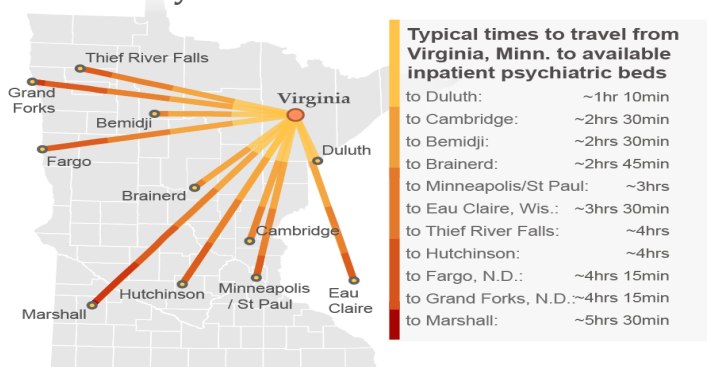 Thief River Falls
Grand
Forks
Virginia
Bemidji
Fargo
Duluth
Brainerd
Cambridge
Hutchinson
Minneapolis
/ St Paul
Eau
Claire
Marshall
Typical times to travel from
Virginia, Minn. to available
inpatient psychiatric beds
to Duluth: ~1hr 10min
to Cambridge: ~2hrs 30min
to Bemidji: ~2hrs 30min
to Brainerd: ~2hrs 45min
to Minneapolis/St Paul: ~3hrs
to Eau Claire, Wis.: ~3hrs 30min
to Thief River Falls: ~4hrs
to Hutchinson: ~4hrs
to Fargo, N.D.: ~4hrs 15min
to Grand Forks, N.D.:~4hrs 15min
to Marshall: ~5hrs 30min